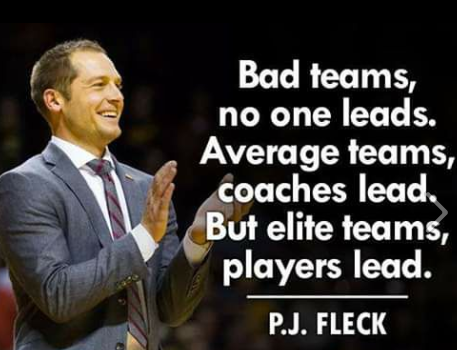 Bad teams,
no one leads.
Average teams,
coaches lead.
But elite teams,
players lead.
P.J. FLECK